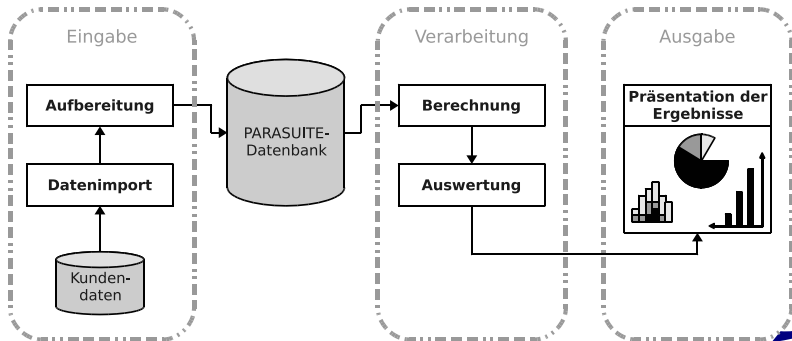 Eingabe
Aufbereitung
Datenimport
Kunden-
daten
PARASUITE-
Datenbank
Verarbeitung
Berechnung
Auswertung
Ausgabe
Präsentation der
Ergebnisse